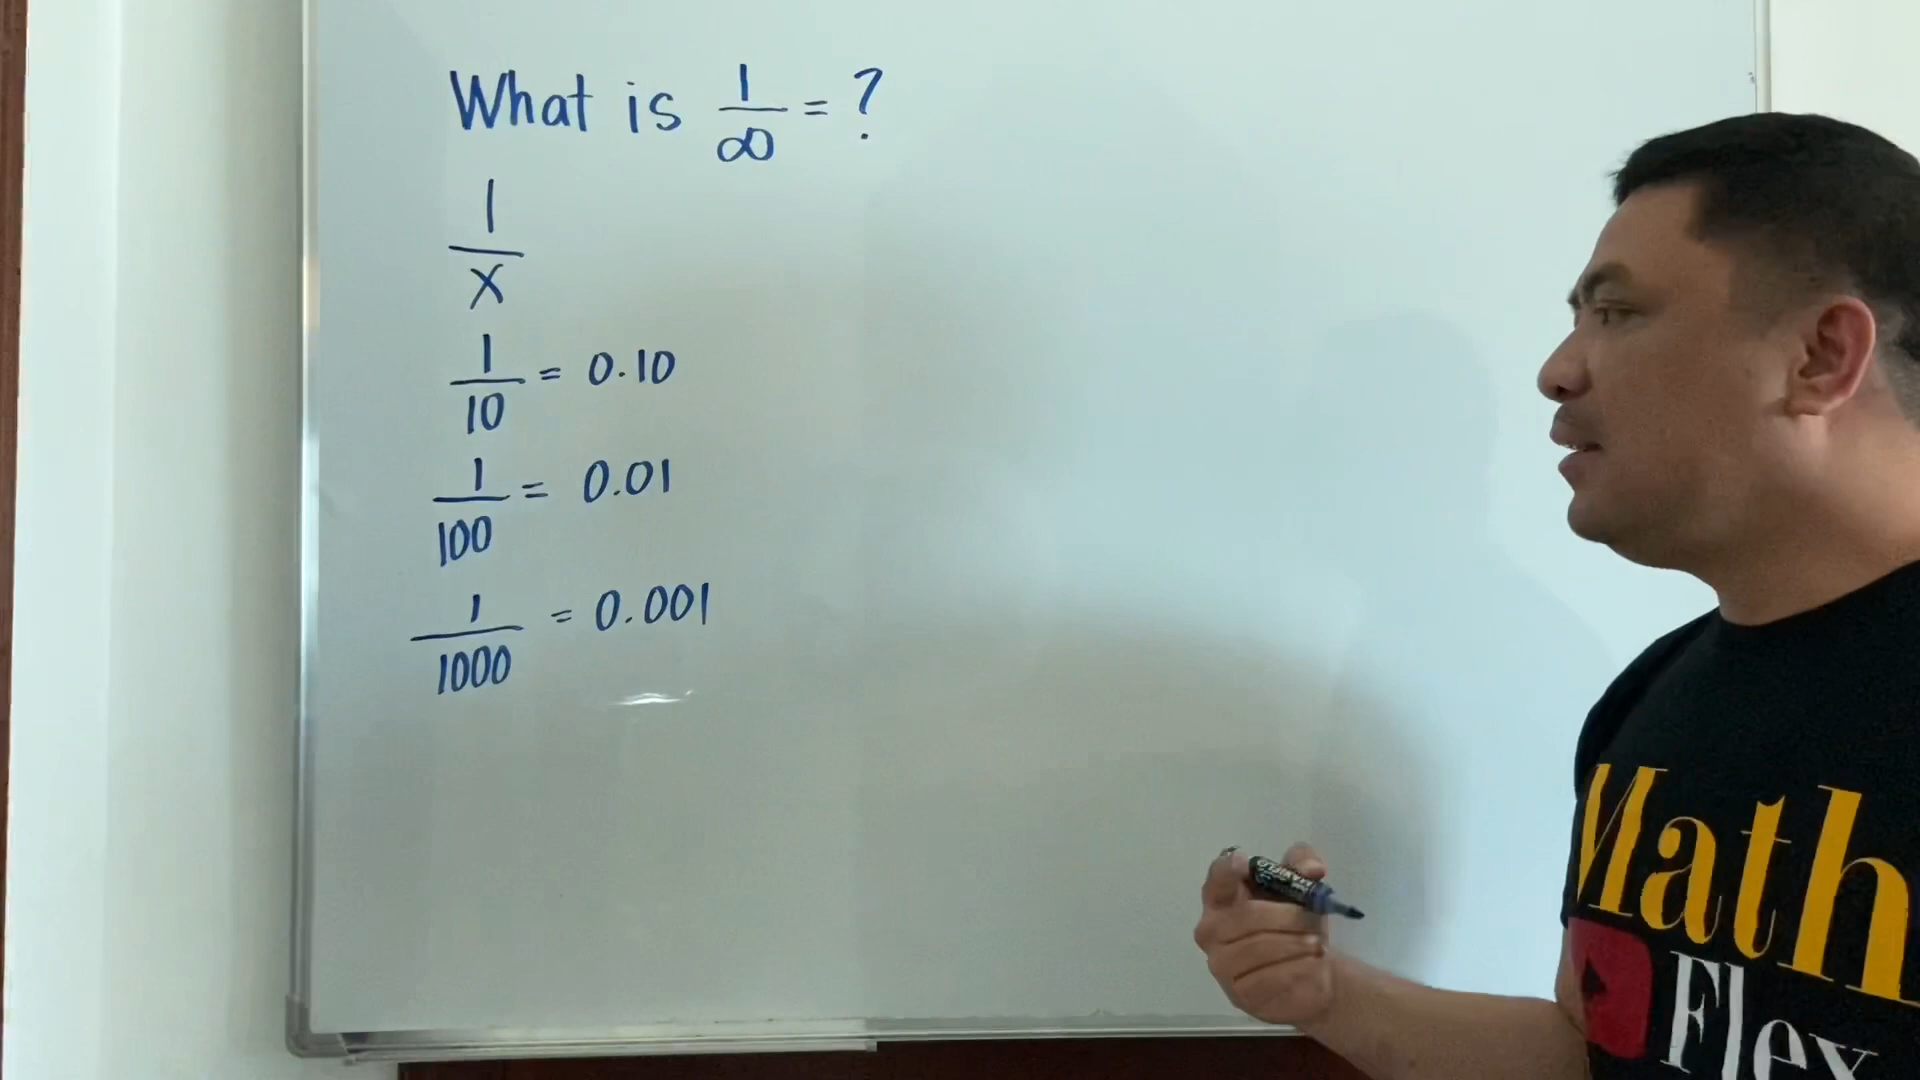 What is 1/∞ = ?
1/x
1/10 = 0.10
1/100 = 0.01
1/1000 = 0.001
Math
Flex